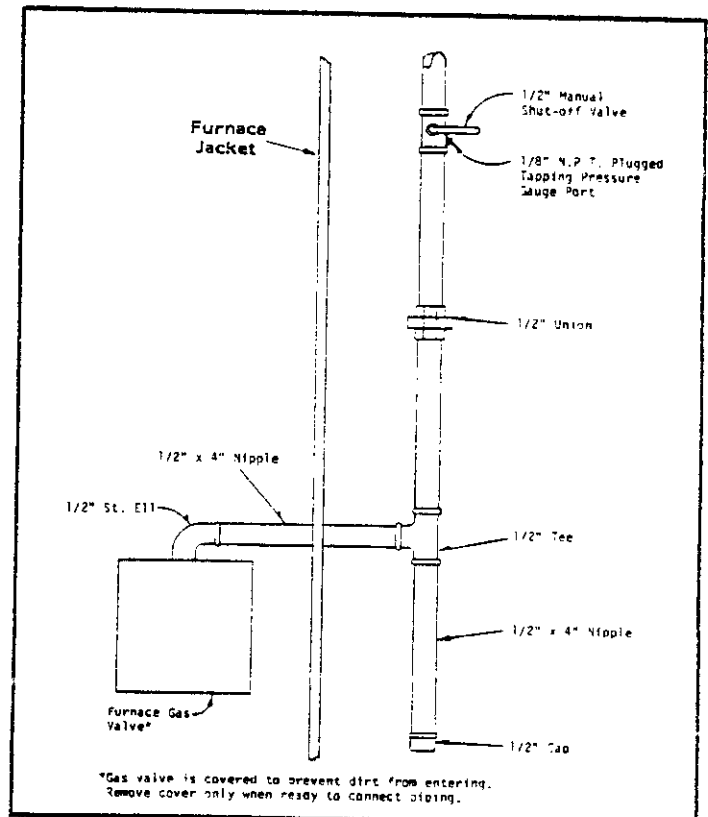 1/2" Manual
Shut-off Valve
Furnace
Jacket
1/8" N.P.T. Plugged
Tapping Pressure
Gauge Port
1/2" Union
1/2" x 4" Nipple
1/2" St. Ell
1/2" Tee
1/2" x 4" Nipple
Furnace Gas
Valve*
1/2" Cap
*Gas valve is covered to prevent dirt from entering.
Remove cover only when ready to connect piping.